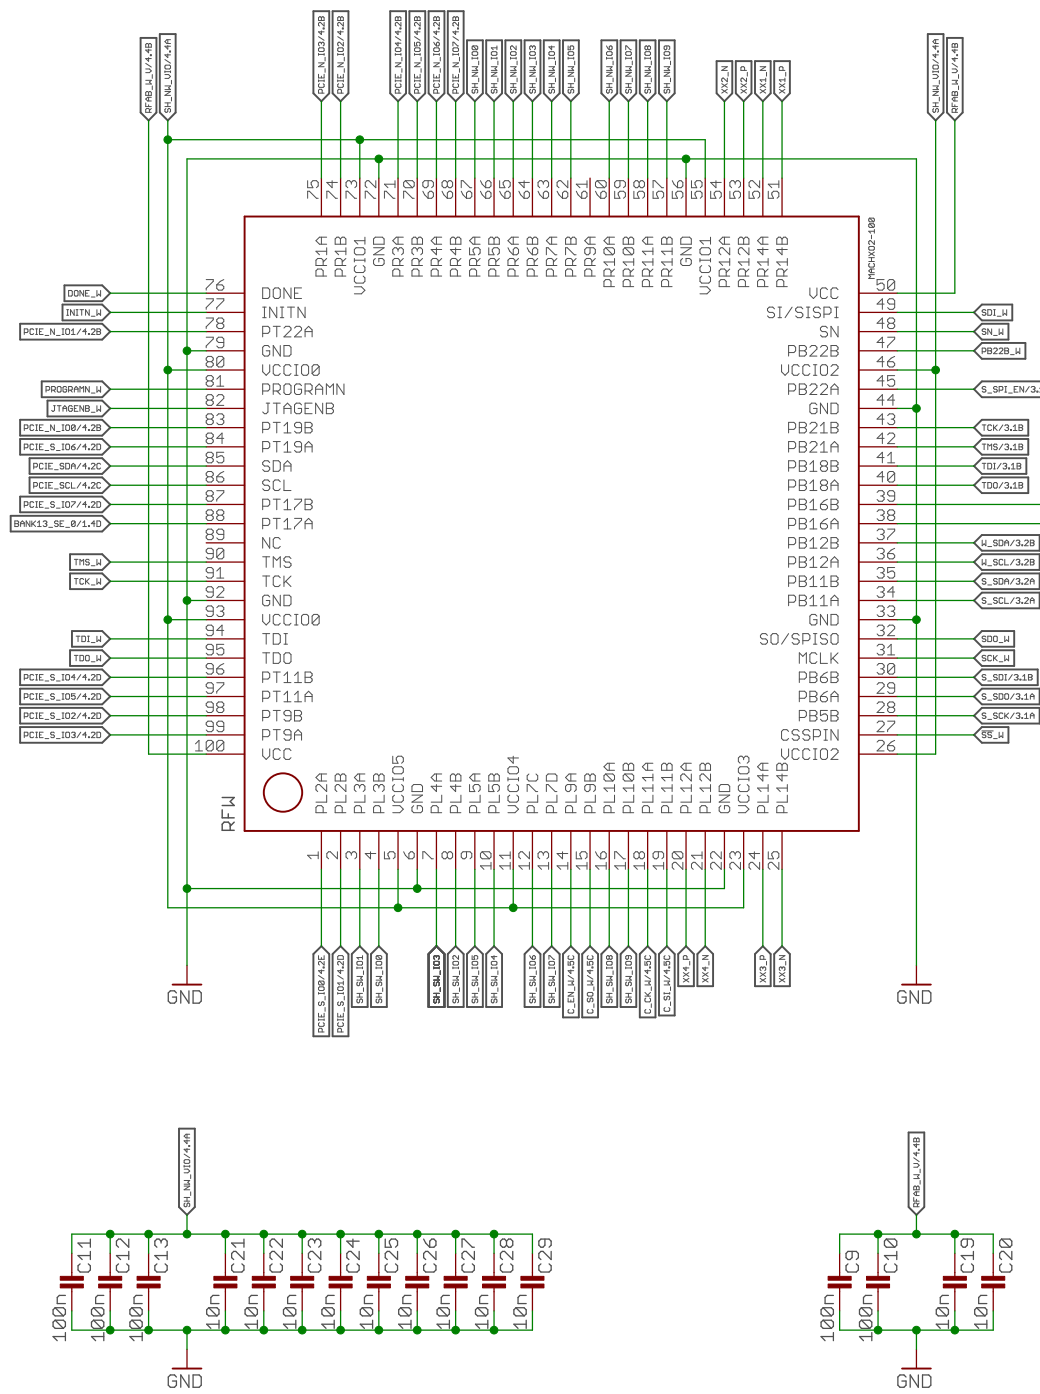 RFAB_W_V/4.4B
SH_NW_VIO/4.4A
PCIE_N_IO3/4.2B
PCIE_N_IO2/4.2B
PCIE_N_IO4/4.2B
PCIE_N_IO5/4.2B
PCIE_N_IO6/4.2B
PCIE_N_IO7/4.2B
SH_NW_IO0
SH_NW_IO1
SH_NW_IO2
SH_NW_IO3
SH_NW_IO4
SH_NW_IO5
SH_NW_IO6
SH_NW_IO7
SH_NW_IO8
SH_NW_IO9
XX2_N
XX2_P
XX1_N
XX1_P
SH_NW_VIO/4.4A
RFAB_W_V/4.4B
75 PR1A
74 PR1B
73 VCCIO1
72 GND
71 PR3A
70 PR3B
69 PR4A
68 PR4B
67 PR5A
66 PR5B
65 PR6A
64 PR6B
63 PR7A
62 PR7B
61 PR9A
60 PR10A
59 PR10B
58 PR11A
57 PR11B
56 GND
55 VCCIO1
54 PR12A
53 PR12B
52 PR14A
51 PR14B
MACHXO2-100
DONE_W 76 DONE
INITN_W 77 INITN
PCIE_N_IO1/4.2B 78 PT22A
79 GND
80 VCCIO0
PROGRAMN_W 81 PROGRAMN
JTAGENB_W 82 JTAGENB
PCIE_N_IO0/4.2B 83 PT19B
PCIE_S_IO6/4.2D 84 PT19A
PCIE_SDA/4.2C 85 SDA
PCIE_SCL/4.2C 86 SCL
PCIE_S_IO7/4.2D 87 PT17B
BANK13_SE_0/1.4D 88 PT17A
89 NC
TMS_W 90 TMS
TCK_W 91 TCK
92 GND
93 VCCIO0
TDI_W 94 TDI
TDO_W 95 TDO
PCIE_S_IO4/4.2D 96 PT11B
PCIE_S_IO5/4.2D 97 PT11A
PCIE_S_IO2/4.2D 98 PT9B
PCIE_S_IO3/4.2D 99 PT9A
100 VCC
VCC 50
SI/SISPI 49 SDI_W
SN 48 SN_W
PB22B 47 PB22B_W
VCCIO2 46
PB22A 45 S_SPI_EN/3.
GND 44
PB21B 43 TCK/3.1B
PB21A 42 TMS/3.1B
PB18B 41 TDI/3.1B
PB18A 40 TDO/3.1B
PB16B 39
PB16A 38
PB12B 37 W_SDA/3.2B
PB12A 36 W_SCL/3.2B
PB11B 35 S_SDA/3.2A
PB11A 34 S_SCL/3.2A
GND 33
SO/SPISO 32 SDO_W
MCLK 31 SCK_W
PB6B 30 S_SDI/3.1B
PB6A 29 S_SDO/3.1A
PB5B 28 S_SCK/3.1A
CSSPIN 27 SS_W
VCCIO2 26
RFW
PL2A 1 PCIE_S_IO0/4.2E
PL2B 2 PCIE_S_IO1/4.2D
PL3A 3 SH_SW_IO1
PL3B 4 SH_SW_IO0
VCCIO5 5
GND 6
PL4A 7 SH_SW_IO3
PL4B 8 SH_SW_IO2
PL5A 9 SH_SW_IO5
PL5B 10 SH_SW_IO4
VCCIO4 11
PL7C 12 SH_SW_IO6
PL7D 13 SH_SW_IO7
PL9A 14 C_EN_W/4.5C
PL9B 15 C_SO_W/4.5C
PL10A 16 SH_SW_IO8
PL10B 17 SH_SW_IO9
PL11A 18 C_CK_W/4.5C
PL11B 19 C_SI_W/4.5C
PL12A 20 XX4_P
PL12B 21 XX4_N
GND 22
VCCIO3 23
PL14A 24 XX3_P
PL14B 25 XX3_N
GND
GND
SH_NW_VIO/4.4A
C11 100n
C12 100n
C13 100n
C21 10n
C22 10n
C23 10n
C24 10n
C25 10n
C26 10n
C27 10n
C28 10n
C29 10n
GND
RFAB_W_V/4.4B
C9 100n
C10 100n
C19 10n
C20 10n
GND